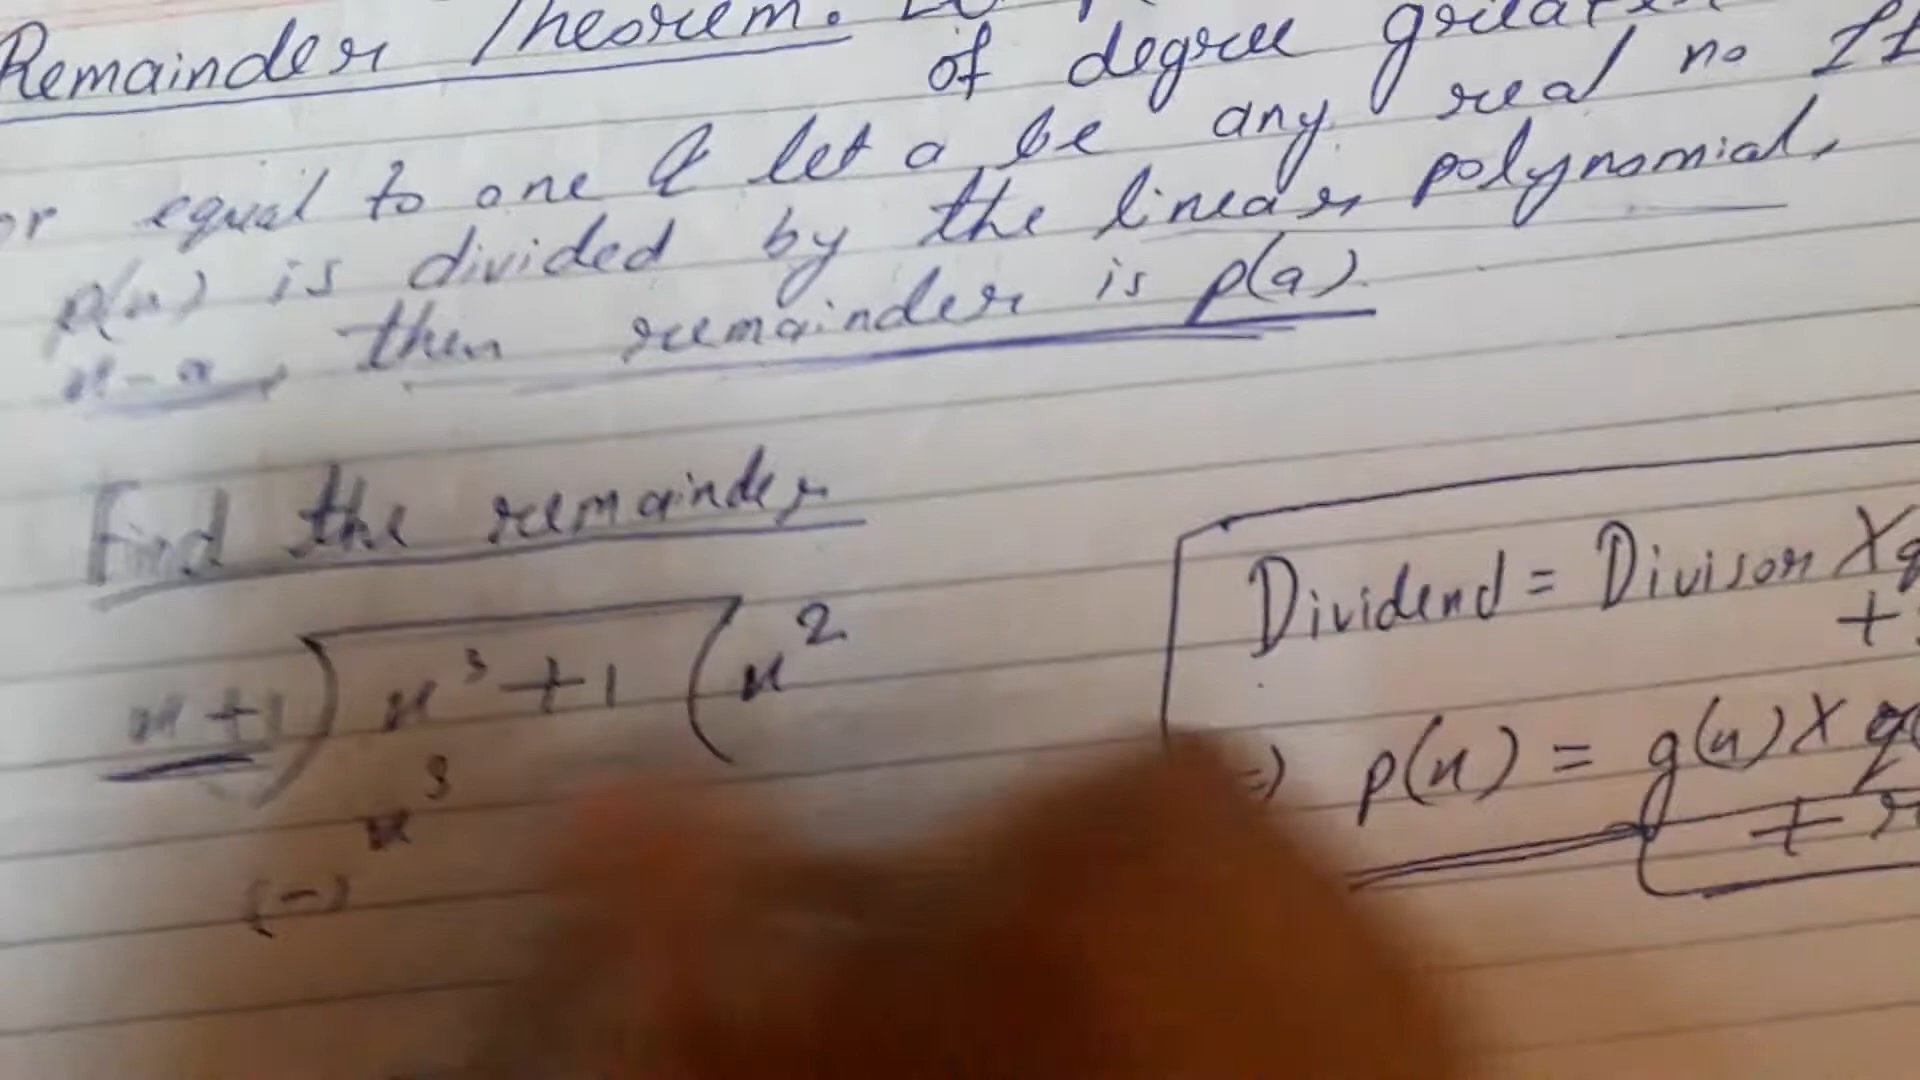 Remainder Theorem.
of degree greater
or equal to one & let a be any real no If
p(x) is divided by the linear polynomial,
x-a, then remainder is p(a).
Find the remainder
x+1) x³+1 (x²
x³
(-)
Dividend = Divisor X
+
=> p(x) = g(x) X q(
+ r